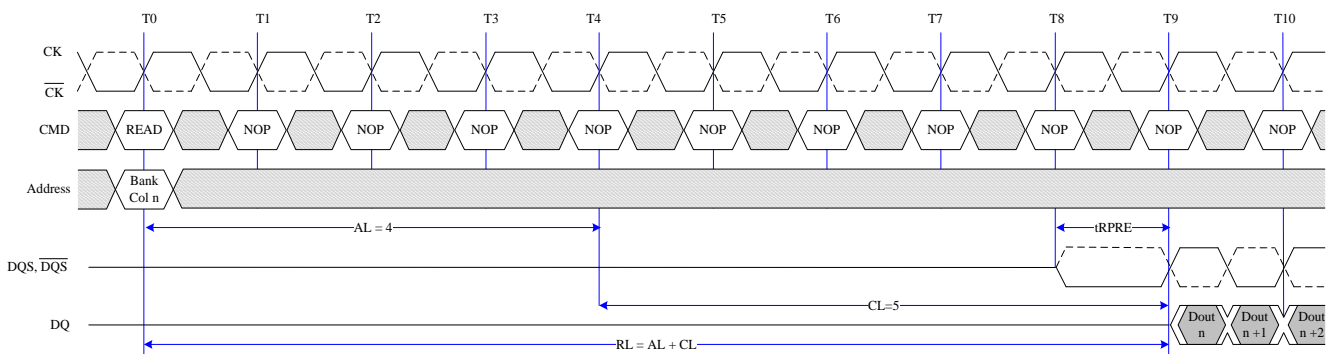 T0 T1 T2 T3 T4 T5 T6 T7 T8 T9 T10
CK
CK
CMD READ NOP NOP NOP NOP NOP NOP NOP NOP NOP NOP
Address Bank
Col n
AL = 4 tRPRE
DQS, DQS
CL=5
DQ Dout Dout Dout
n n +1 n +2
RL = AL + CL